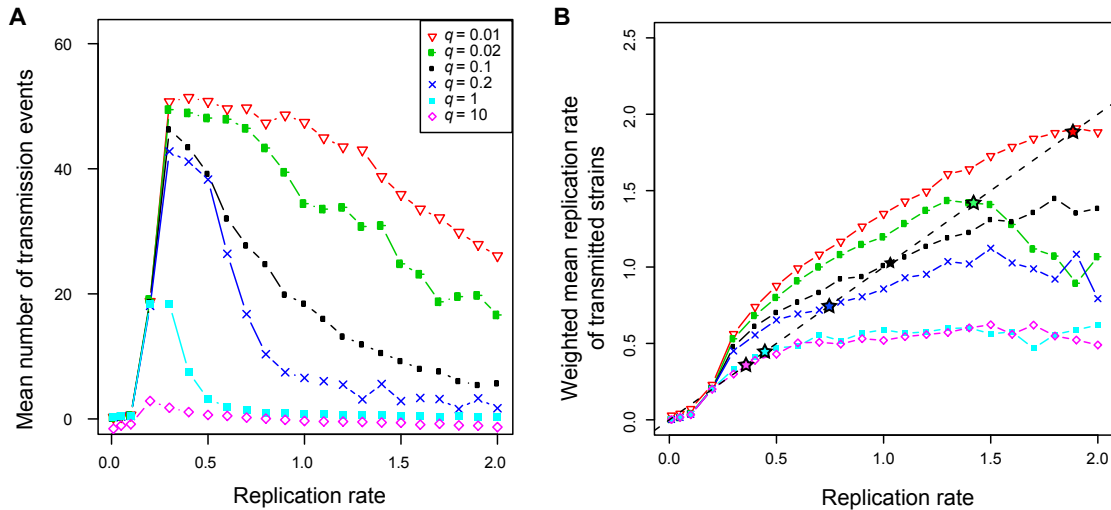 A
Mean number of transmission events
60
40
20
0
q = 0.01
q = 0.02
q = 0.1
q = 0.2
q = 1
q = 10
0.0 0.5 1.0 1.5 2.0
Replication rate
B
Weighted mean replication rate
of transmitted strains
2.5
2.0
1.5
1.0
0.5
0.0
0.0 0.5 1.0 1.5 2.0
Replication rate